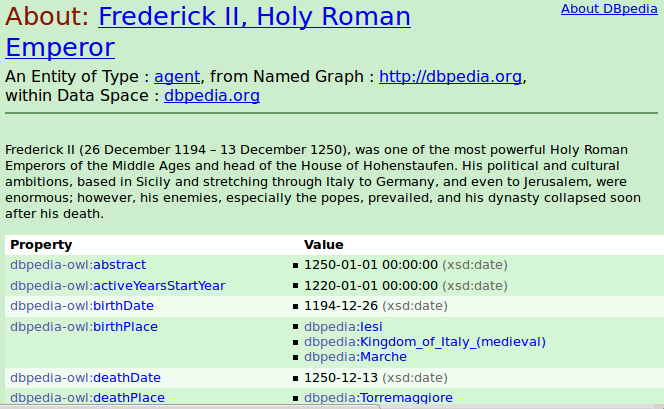 About: Frederick II, Holy Roman
Emperor
About DBpedia
An Entity of Type : agent, from Named Graph : http://dbpedia.org,
within Data Space : dbpedia.org
Frederick II (26 December 1194 – 13 December 1250), was one of the most powerful Holy Roman
Emperors of the Middle Ages and head of the House of Hohenstaufen. His political and cultural
ambitions, based in Sicily and stretching through Italy to Germany, and even to Jerusalem, were
enormous; however, his enemies, especially the popes, prevailed, and his dynasty collapsed soon
after his death.
Property Value
dbpedia-owl:abstract ▪ 1250-01-01 00:00:00 (xsd:date)
dbpedia-owl:activeYearsStartYear ▪ 1220-01-01 00:00:00 (xsd:date)
dbpedia-owl:birthDate ▪ 1194-12-26 (xsd:date)
dbpedia-owl:birthPlace ▪ dbpedia:Iesi
▪ dbpedia:Kingdom_of_Italy_(medieval)
▪ dbpedia:Marche
dbpedia-owl:deathDate ▪ 1250-12-13 (xsd:date)
dbpedia-owl:deathPlace ▪ dbpedia:Torremaggiore